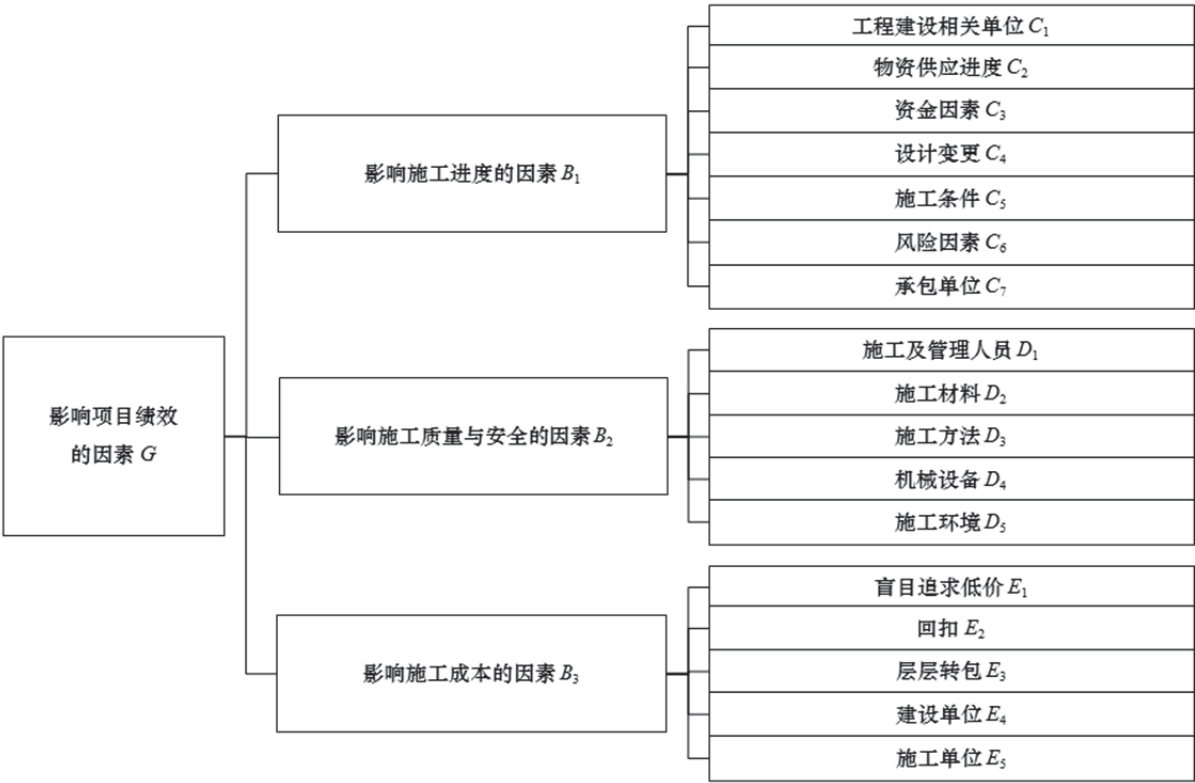 影响项目绩效
的因素 G
影响施工进度的因素 B₁
工程建设相关单位 C₁
物资供应进度 C₂
资金因素 C₃
设计变更 C₄
施工条件 C₅
风险因素 C₆
承包单位 C₇
影响施工质量与安全的因素 B₂
施工及管理人员 D₁
施工材料 D₂
施工方法 D₃
机械设备 D₄
施工环境 D₅
影响施工成本的因素 B₃
盲目追求低价 E₁
回扣 E₂
层层转包 E₃
建设单位 E₄
施工单位 E₅